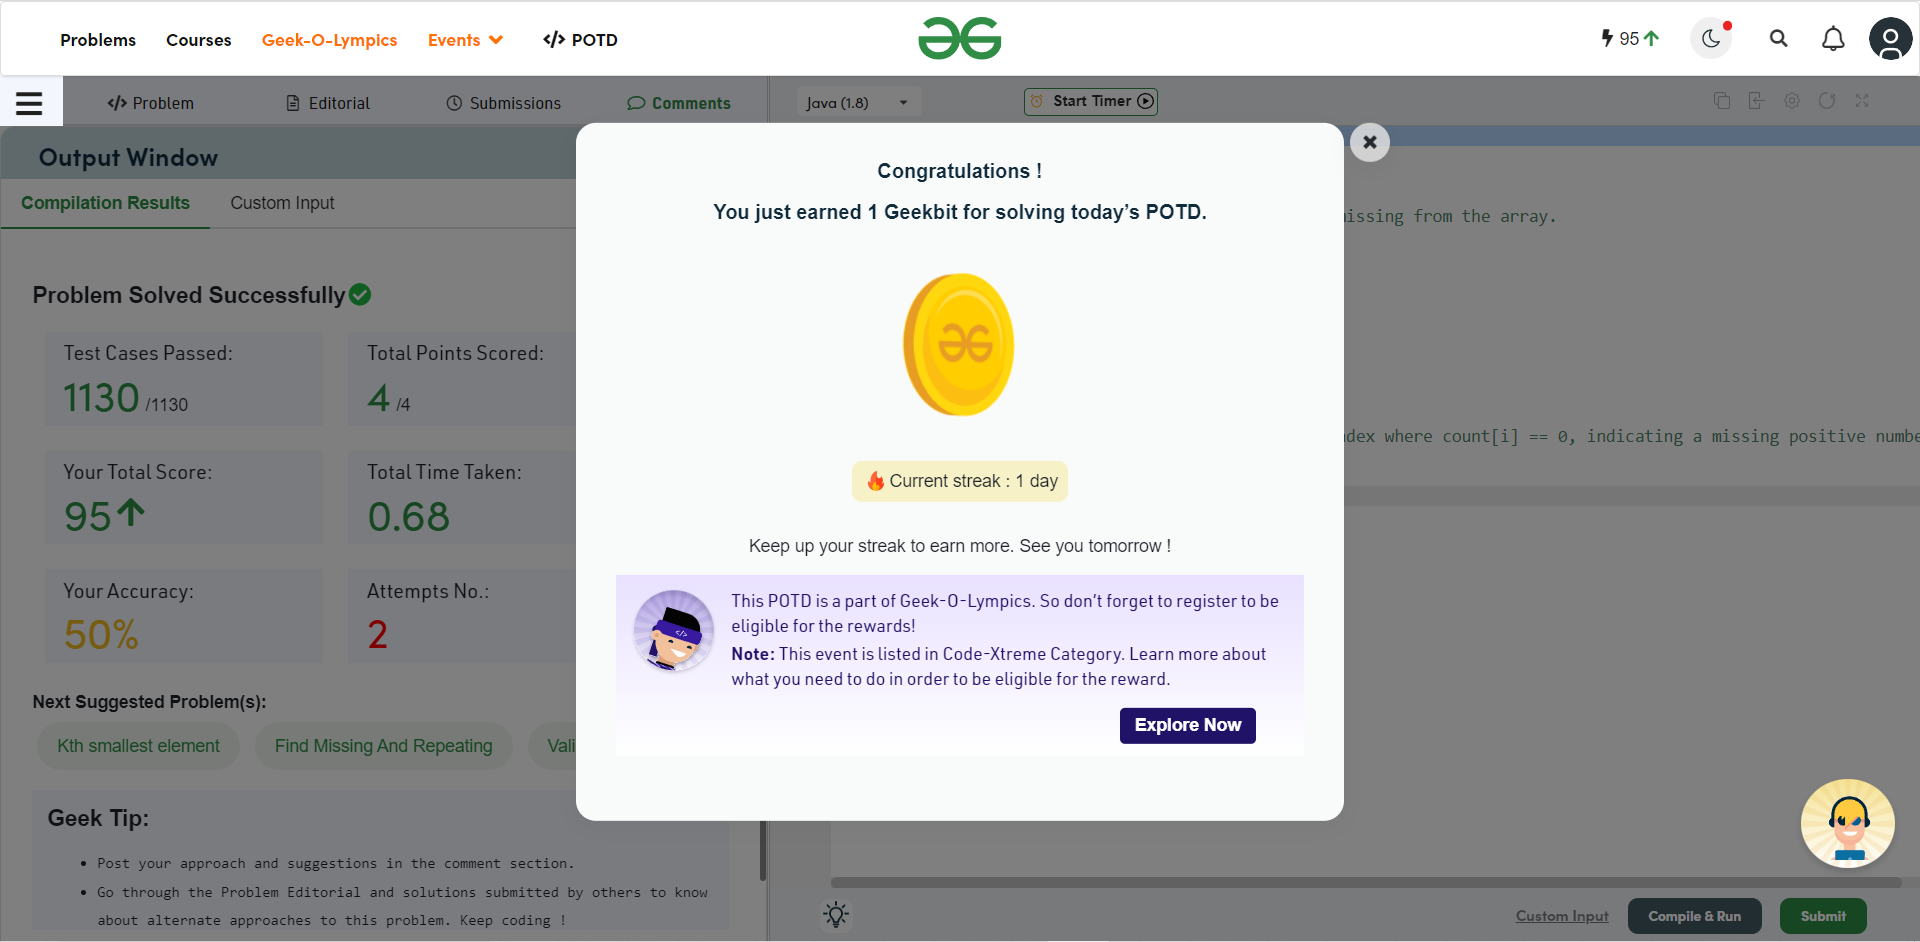 Problems
Courses
Geek-O-Lympics
Events
</> POTD
95
</> Problem
Editorial
Submissions
Comments
Java (1.8)
Start Timer
Output Window
Compilation Results
Custom Input
Problem Solved Successfully
Test Cases Passed:
1130 /1130
Total Points Scored:
4 /4
Your Total Score:
95
Total Time Taken:
0.68
Your Accuracy:
50%
Attempts No.:
2
Next Suggested Problem(s):
Kth smallest element
Find Missing And Repeating
Geek Tip:
Post your approach and suggestions in the comment section.
Go through the Problem Editorial and solutions submitted by others to know
about alternate approaches to this problem. Keep coding !
Congratulations !
You just earned 1 Geekbit for solving today’s POTD.
Current streak : 1 day
Keep up your streak to earn more. See you tomorrow !
This POTD is a part of Geek-O-Lympics. So don’t forget to register to be
eligible for the rewards!
Note: This event is listed in Code-Xtreme Category. Learn more about
what you need to do in order to be eligible for the reward.
Explore Now
from the array.
where count[i] == 0, indicating a missing positive
Custom Input
Compile & Run
Submit